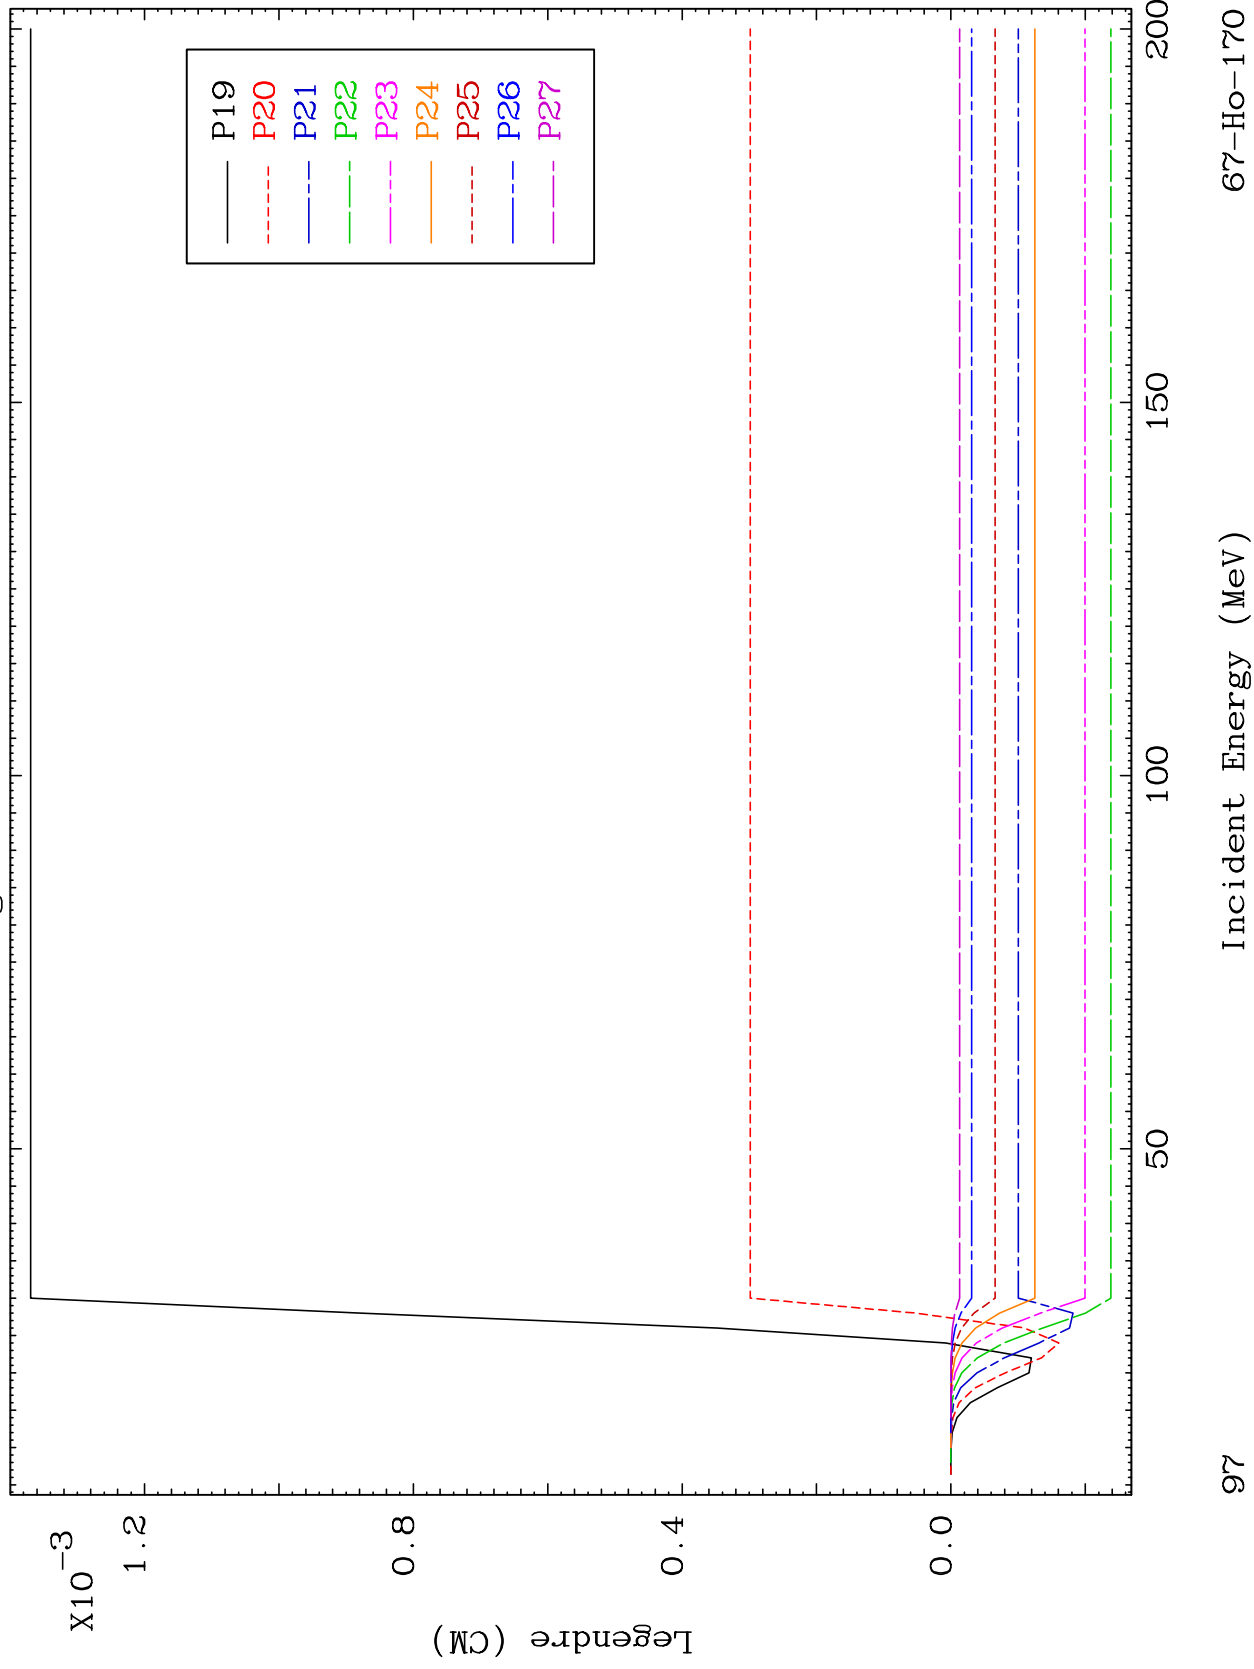 X10-3
1.2
0.8
0.4
0.0
Legendre (CM)
P19
P20
P21
P22
P23
P24
P25
P26
P27
50
100
150
200
97
Incident Energy (MeV)
67-Ho-170